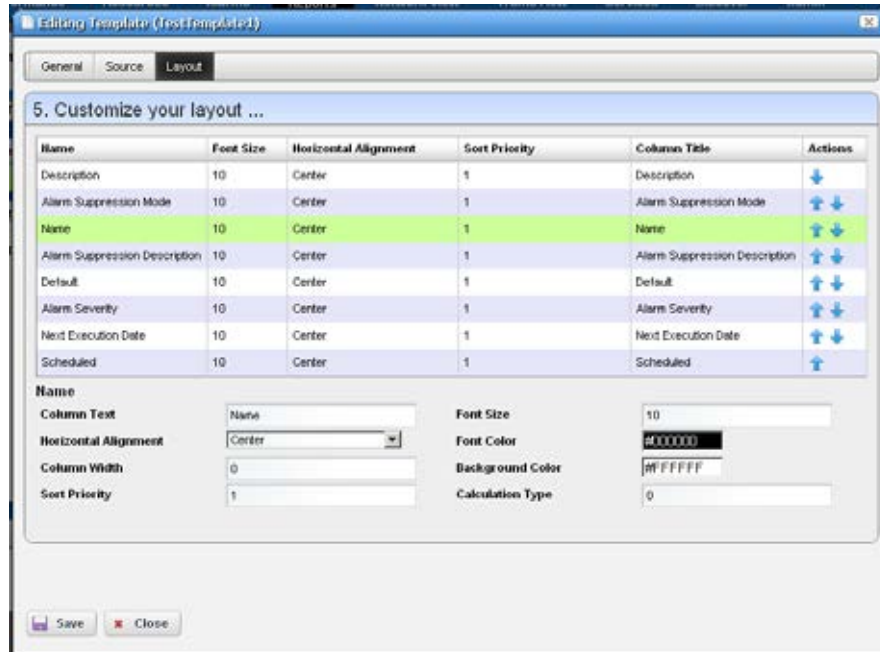 Editing Template (TestTemplate1)
General Source Layout
5. Customize your layout ...
Name Font Size Horizontal Alignment Sort Priority Column Title Actions
Description 10 Center 1 Description
Alarm Suppression Mode 10 Center 1 Alarm Suppression Mode
Name 10 Center 1 Name
Alarm Suppression Description 10 Center 1 Alarm Suppression Description
Default 10 Center 1 Default
Alarm Severity 10 Center 1 Alarm Severity
Next Execution Date 10 Center 1 Next Execution Date
Scheduled 10 Center 1 Scheduled
Name
Column Text Name Font Size 10
Horizontal Alignment Center Font Color #000000
Column Width 0 Background Color #FFFFFF
Sort Priority 1 Calculation Type 0
Save Close